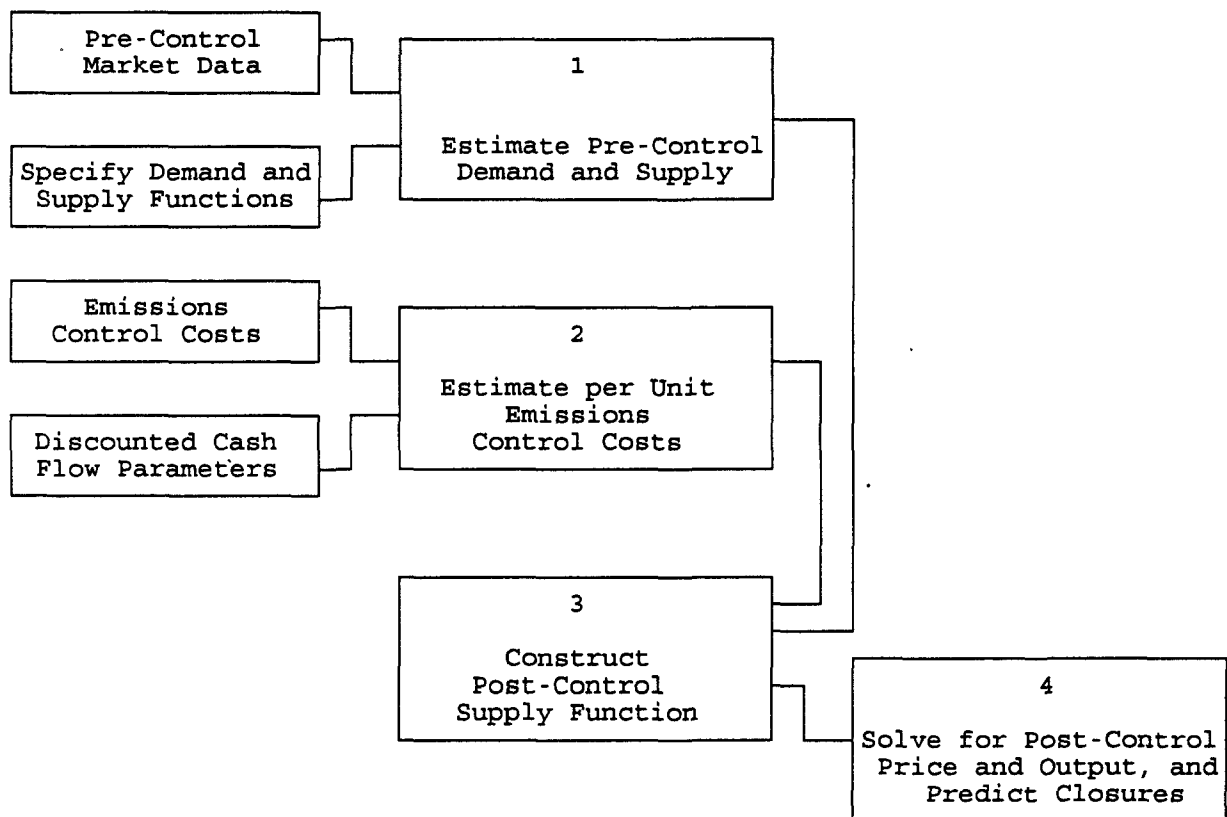 Pre-Control
Market Data
1
Estimate Pre-Control
Demand and Supply
Specify Demand and
Supply Functions
Emissions
Control Costs
2
Estimate per Unit
Emissions
Control Costs
Discounted Cash
Flow Parameters
3
Construct
Post-Control
Supply Function
4
Solve for Post-Control
Price and Output, and
Predict Closures